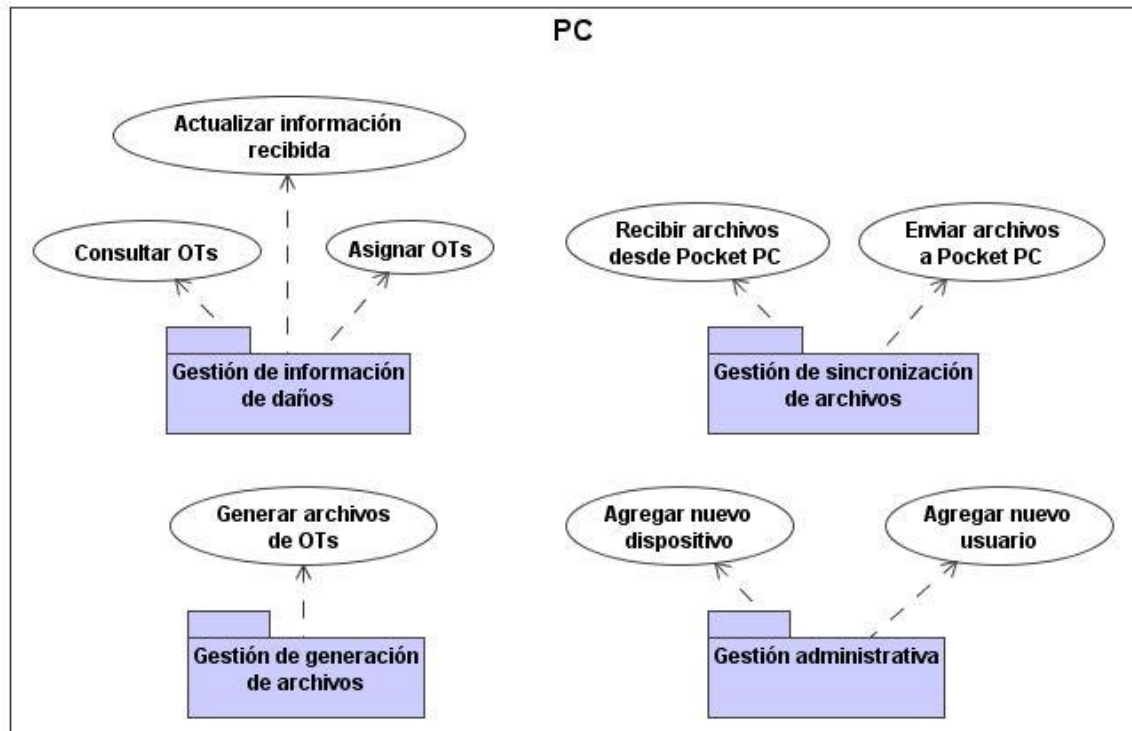 PC
Actualizar información
recibida
Consultar OTs
Asignar OTs
Gestión de información
de daños
Recibir archivos
desde Pocket PC
Enviar archivos
a Pocket PC
Gestión de sincronización
de archivos
Generar archivos
de OTs
Gestión de generación
de archivos
Agregar nuevo
dispositivo
Agregar nuevo
usuario
Gestión administrativa